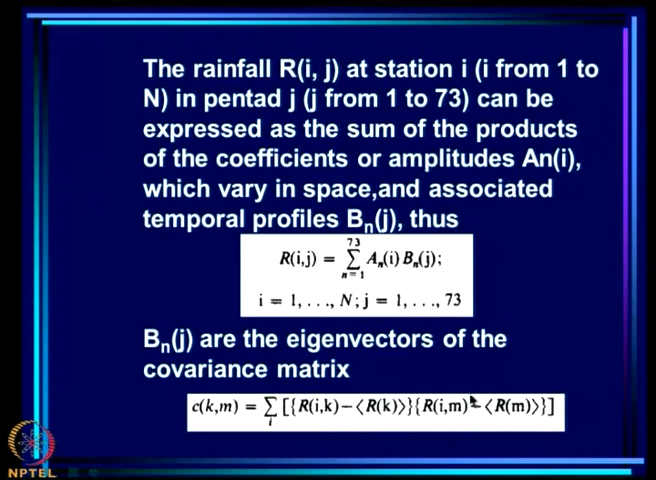 The rainfall R(i, j) at station i (i from 1 to
N) in pentad j (j from 1 to 73) can be
expressed as the sum of the products
of the coefficients or amplitudes An(i),
which vary in space,and associated
temporal profiles Bn(j), thus
R(i,j) = 73 Σ n=1 An(i) Bn(j);
i = 1, . . ., N; j = 1, . . ., 73
Bn(j) are the eigenvectors of the
covariance matrix
c(k,m) = Σ i [{R(i,k)−⟨R(k)⟩}{R(i,m)−⟨R(m)⟩}]
NPTEL